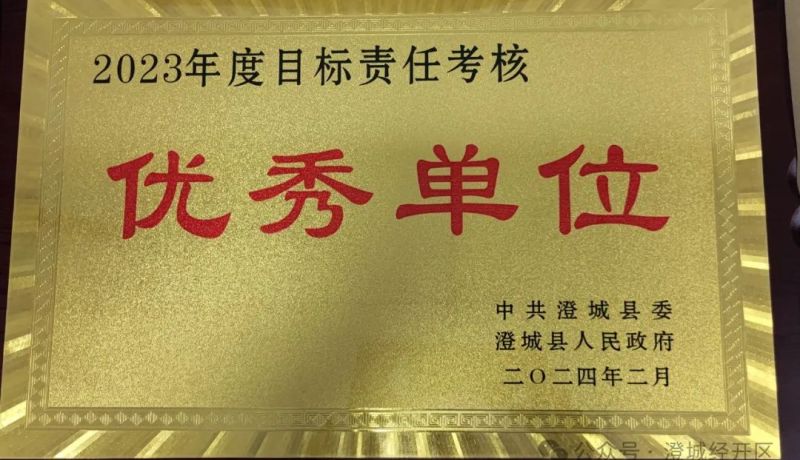 2023年度目标责任考核
优秀单位
中共澄城县委
澄城县人民政府
二〇二四年二月
公众号·澄城经开区